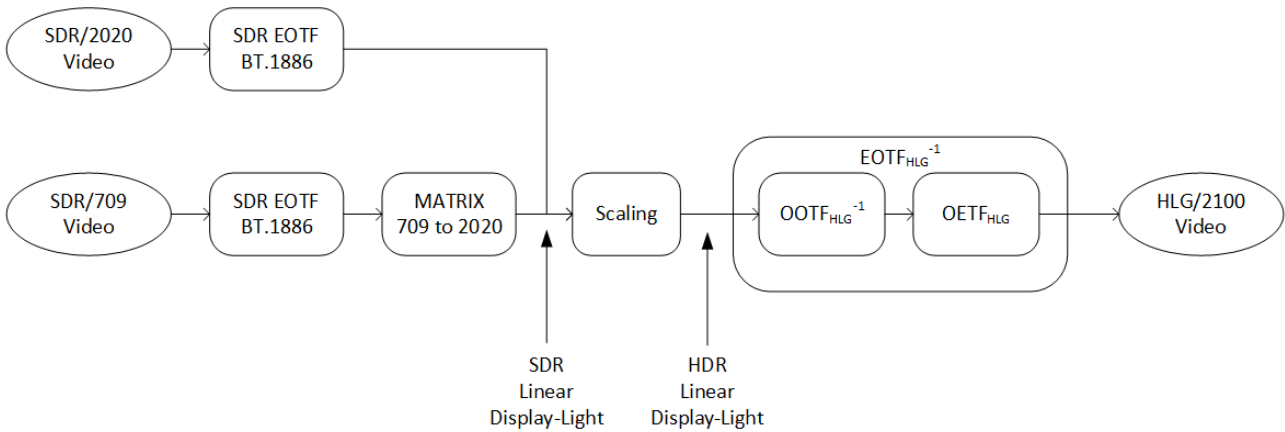 SDR/2020
Video
SDR EOTF
BT.1886
SDR/709
Video
SDR EOTF
BT.1886
MATRIX
709 to 2020
Scaling
EOTFHLG-1
OOTFHLG-1
OETFHLG
HLG/2100
Video
SDR
Linear
Display-Light
HDR
Linear
Display-Light